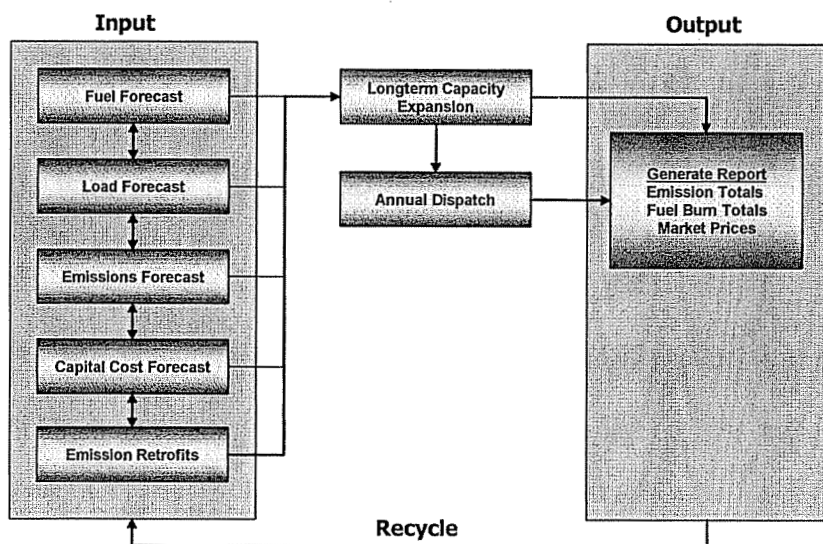 Input
Fuel Forecast
Load Forecast
Emissions Forecast
Capital Cost Forecast
Emission Retrofits
Longterm Capacity
Expansion
Annual Dispatch
Output
Generate Report
Emission Totals
Fuel Burn Totals
Market Prices
Recycle